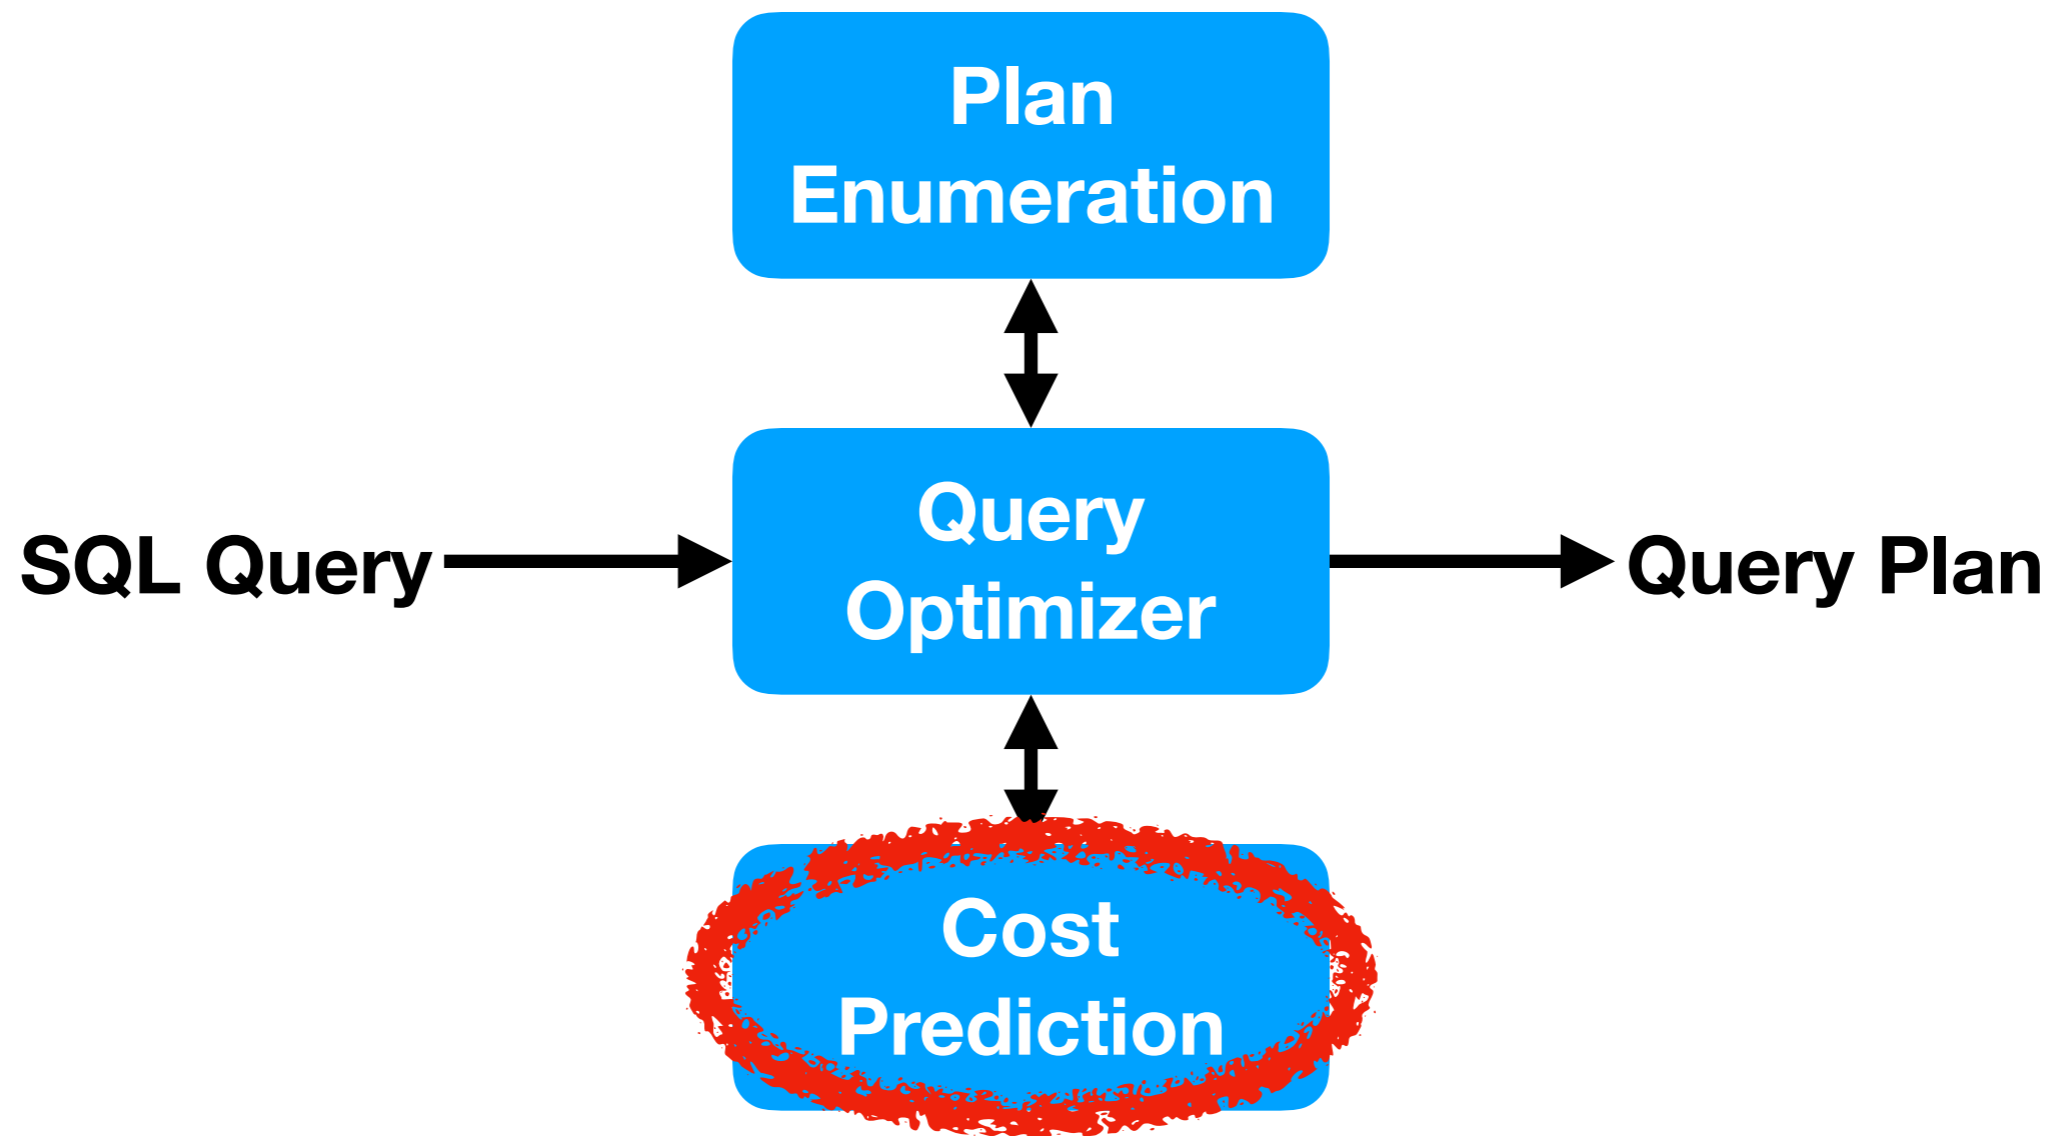 Plan
Enumeration
SQL Query
Query
Optimizer
Query Plan
Cost
Prediction